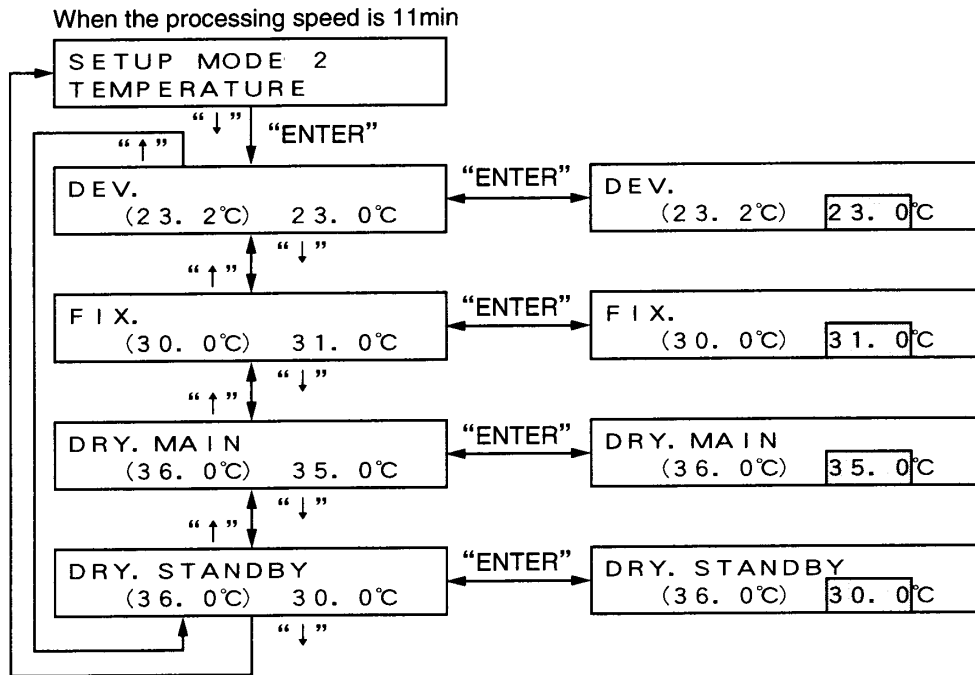 When the processing speed is 11min
SETUP MODE 2
TEMPERATURE
“↓” “ENTER”
“↑”
DEV.
(23. 2℃) 23. 0℃
“ENTER”
DEV.
(23. 2℃) 23. 0℃
“↑” “↓”
FIX.
(30. 0℃) 31. 0℃
“ENTER”
FIX.
(30. 0℃) 31. 0℃
“↑” “↓”
DRY. MAIN
(36. 0℃) 35. 0℃
“ENTER”
DRY. MAIN
(36. 0℃) 35. 0℃
“↑” “↓”
DRY. STANDBY
(36. 0℃) 30. 0℃
“ENTER”
DRY. STANDBY
(36. 0℃) 30. 0℃
“↓”